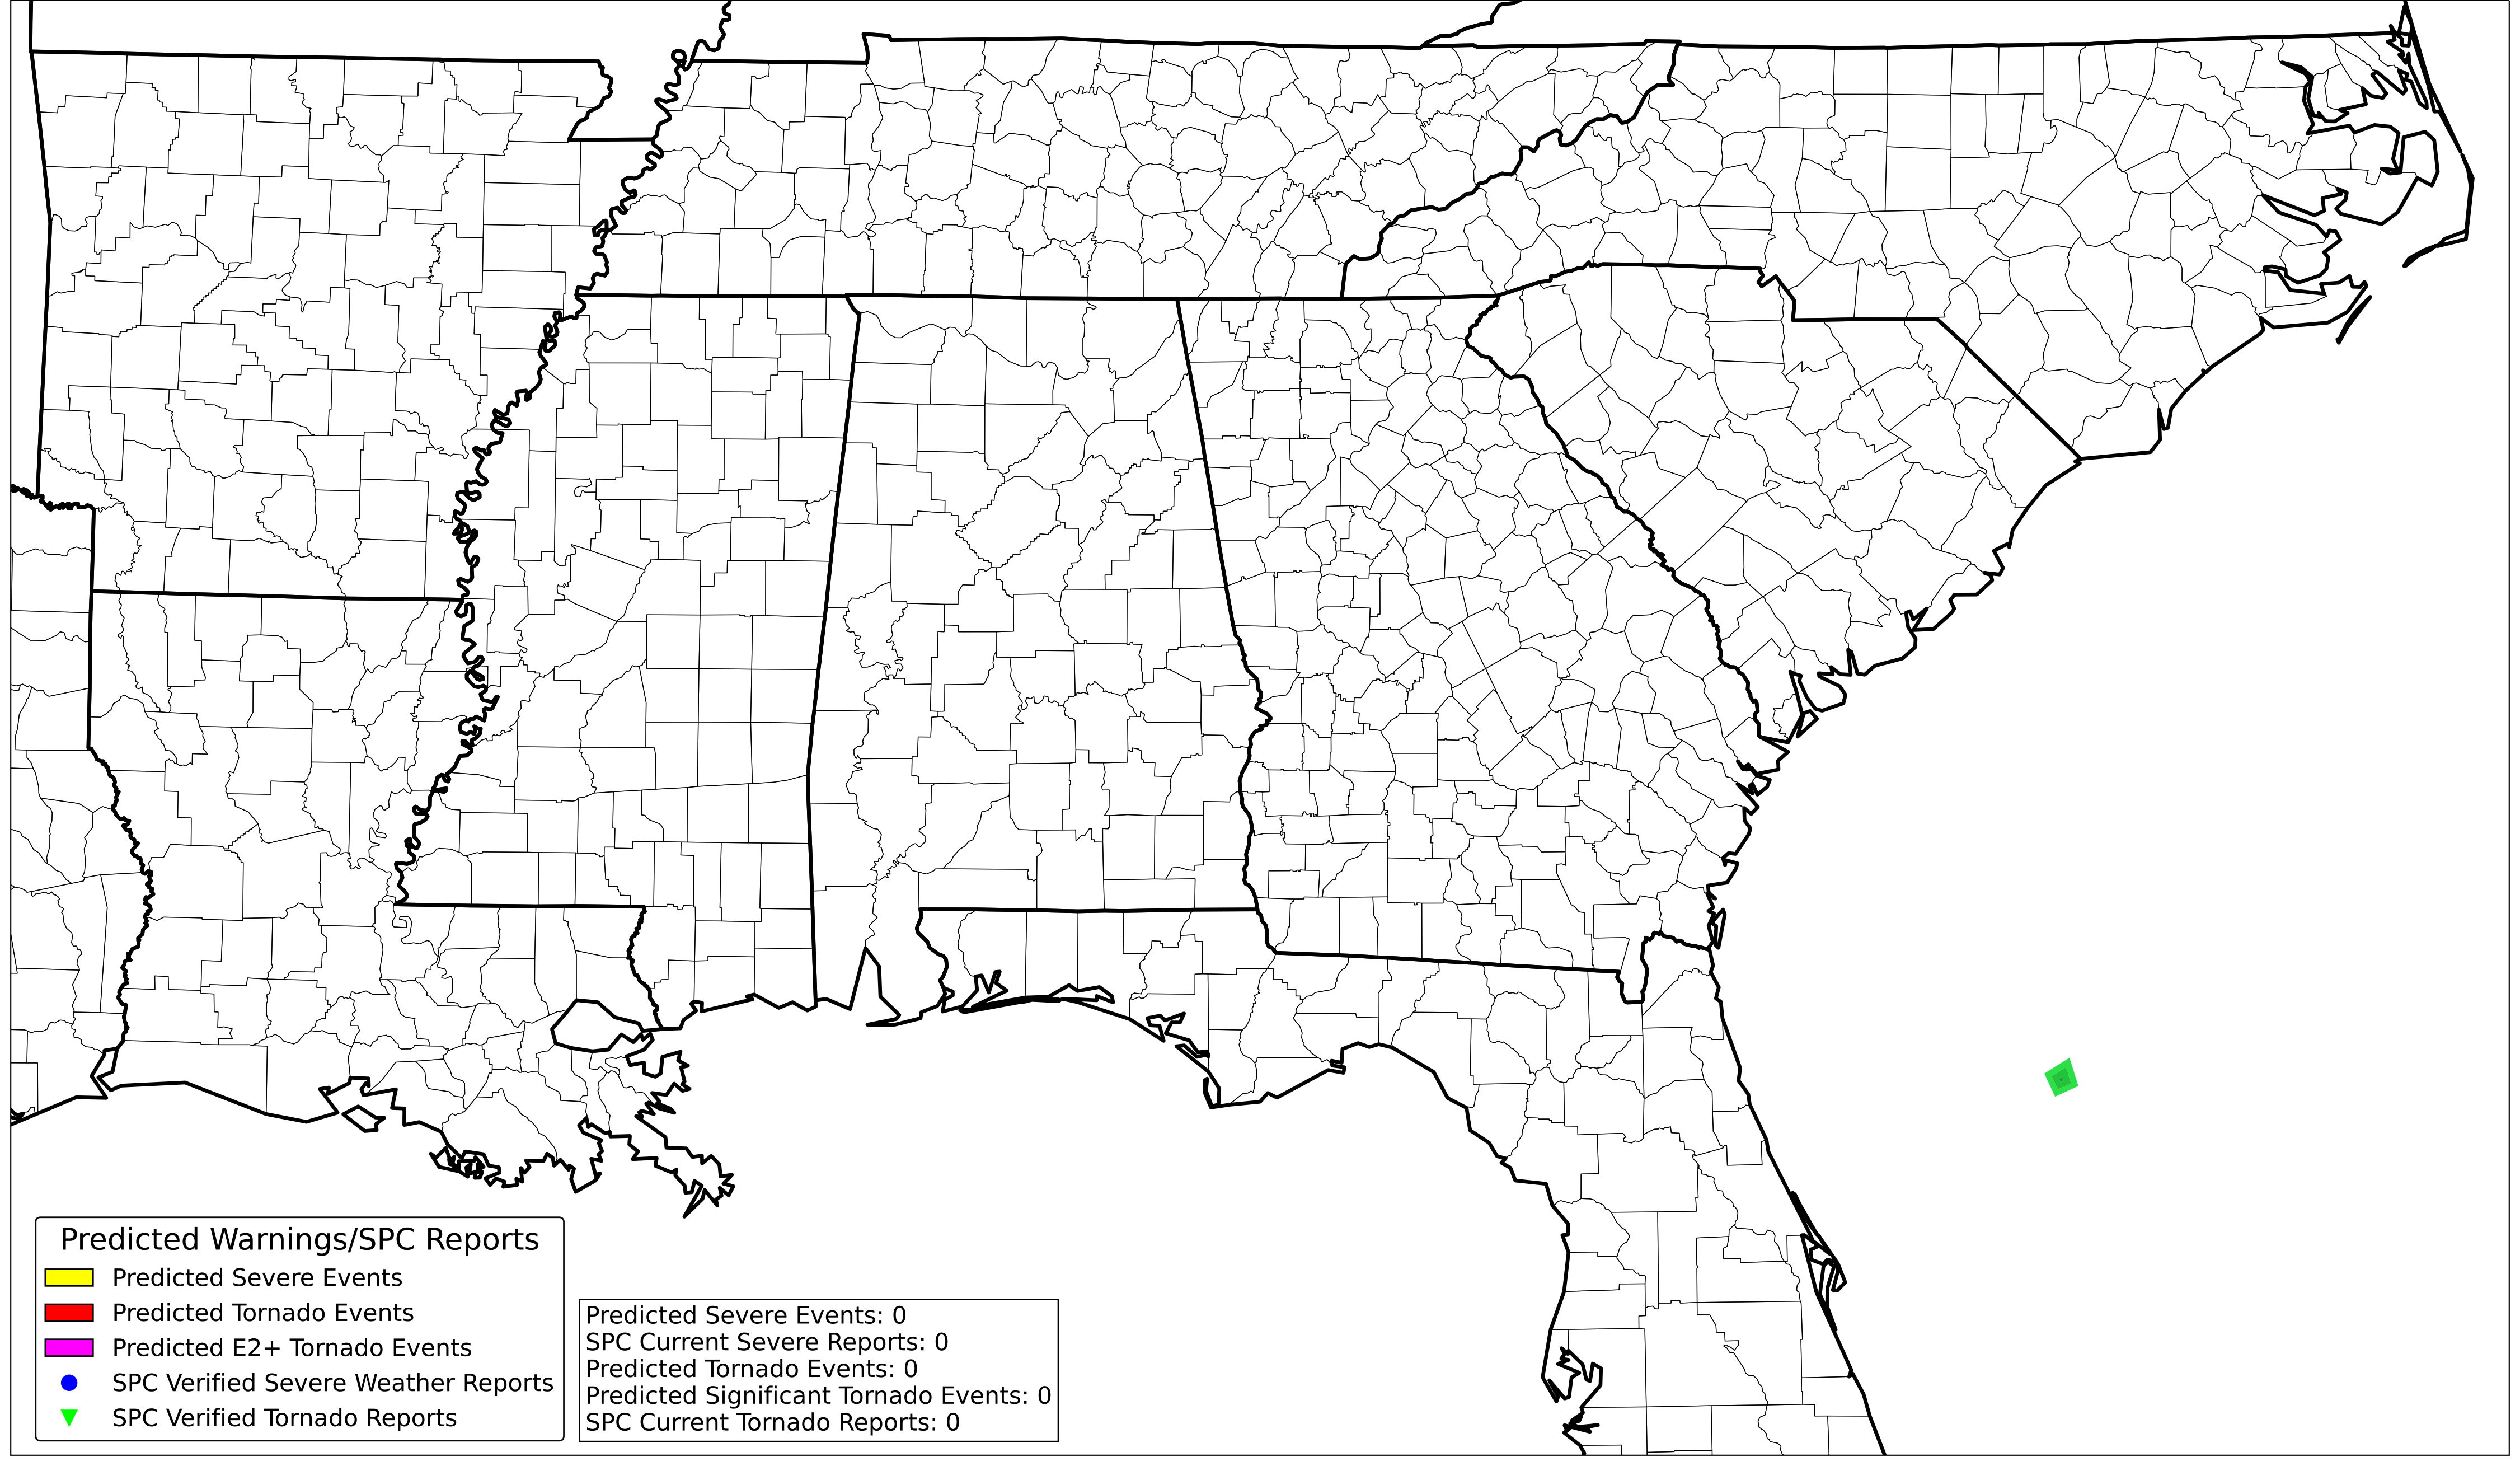 Predicted Warnings/SPC Reports
Predicted Severe Events
Predicted Tornado Events
Predicted E2+ Tornado Events
SPC Verified Severe Weather Reports
SPC Verified Tornado Reports
Predicted Severe Events: 0
SPC Current Severe Reports: 0
Predicted Tornado Events: 0
Predicted Significant Tornado Events: 0
SPC Current Tornado Reports: 0